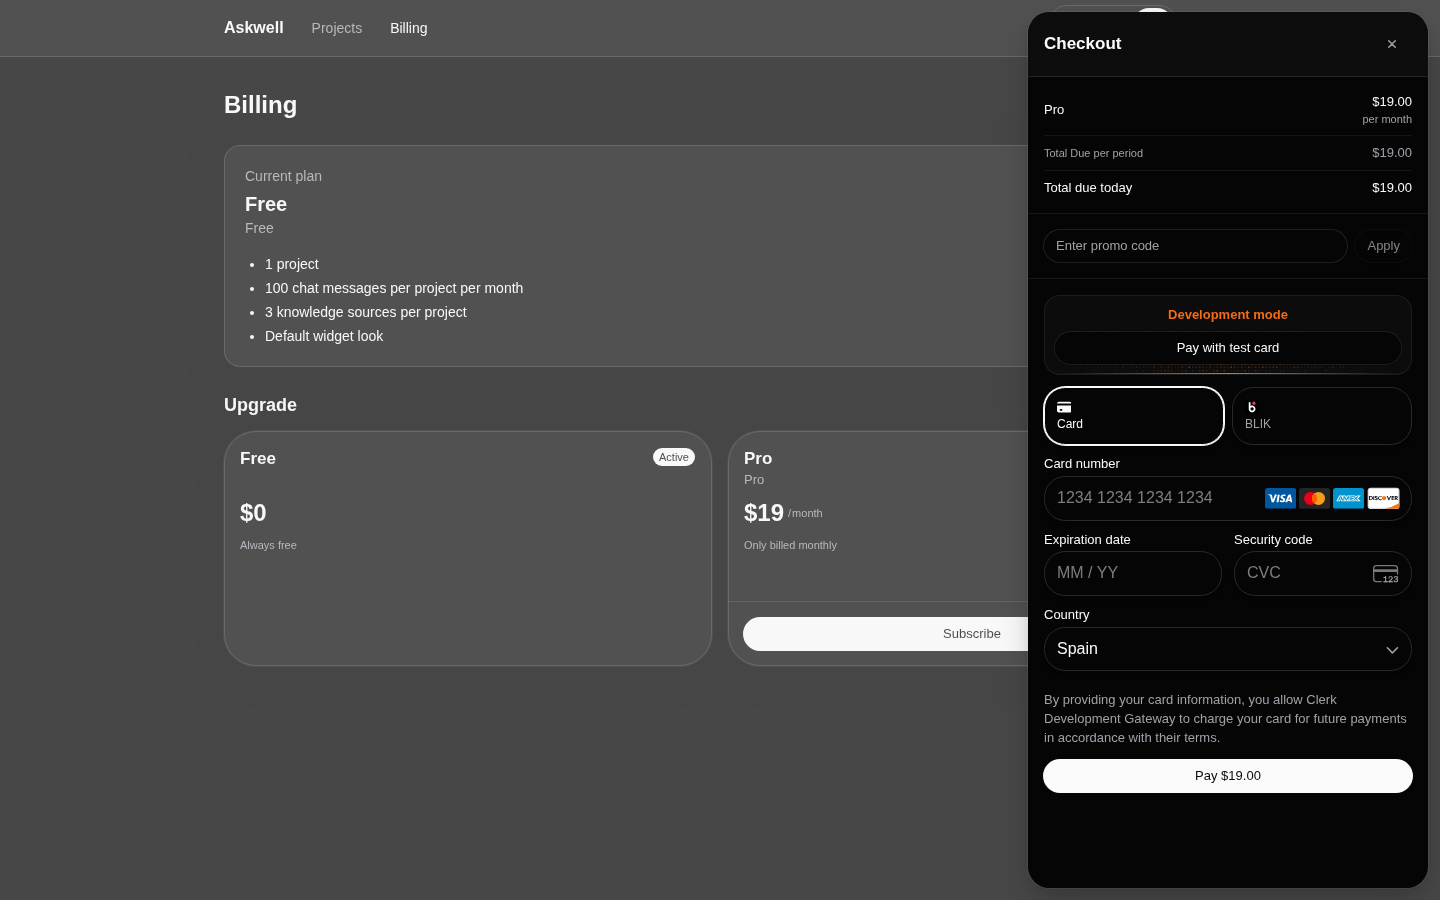 Askwell
Projects
Billing
Billing
Current plan
Free
Free
1 project
100 chat messages per project per month
3 knowledge sources per project
Default widget look
Upgrade
Free
Active
$0
Always free
Pro
Pro
$19 /month
Only billed monthly
Subscribe
Checkout
Pro
$19.00
per month
Total Due per period
$19.00
Total due today
$19.00
Enter promo code
Apply
Development mode
Pay with test card
Card
BLIK
Card number
1234 1234 1234 1234
VISA
AMEX
DISCOVER
Expiration date
Security code
MM / YY
CVC
123
Country
Spain
By providing your card information, you allow Clerk
Development Gateway to charge your card for future payments
in accordance with their terms.
Pay $19.00